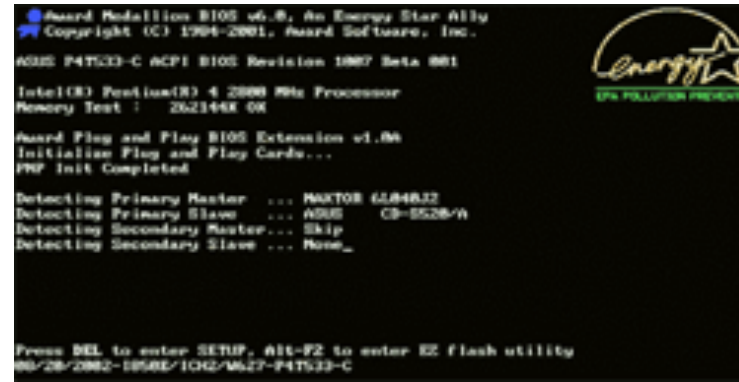 Award Medallion BIOS v6.0, An Energy Star Ally
Copyright (C) 1984-2001, Award Software, Inc.
ASUS P4T533-C ACPI BIOS Revision 1007 Beta 001
Intel(R) Pentium(R) 4 2800 MHz Processor
Memory Test : 262144K OK
Award Plug and Play BIOS Extension v1.0A
Initialize Plug and Play Cards...
PNP Init Completed
Detecting Primary Master ... MAXTOR 6L040J2
Detecting Primary Slave ... ASUS CD-S520/A
Detecting Secondary Master... Skip
Detecting Secondary Slave ... None_
Press DEL to enter SETUP, Alt-F2 to enter EZ flash utility
08/20/2002-I850E/ICH2/W627-P4T533-C
energy
EPA POLLUTION PREVENT